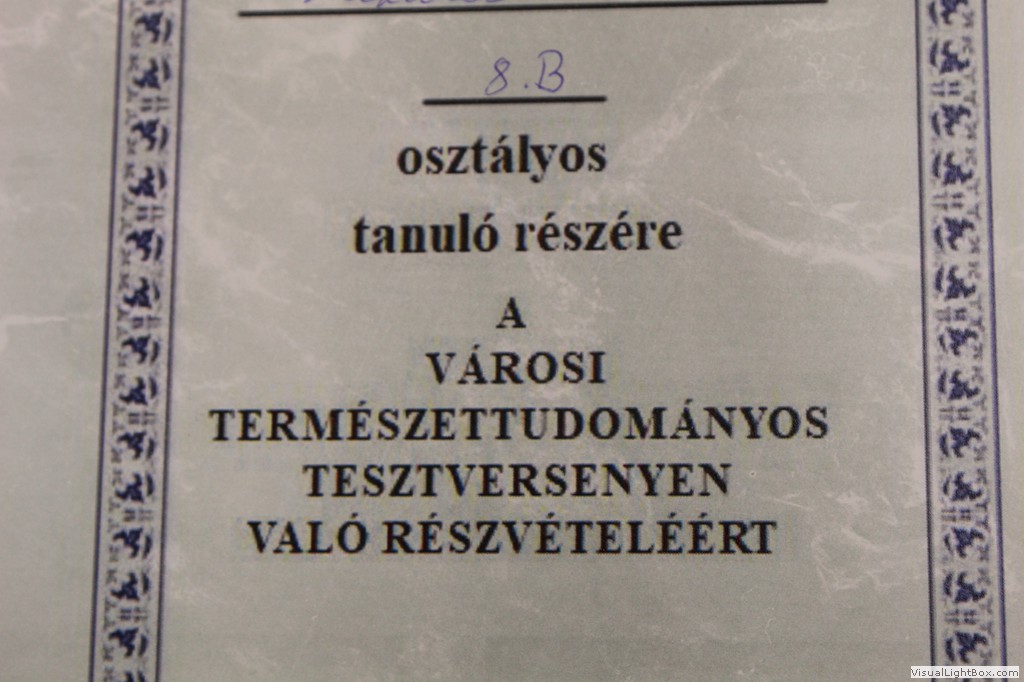 8.B
osztályos
tanuló részére
A
VÁROSI
TERMÉSZETTUDOMÁNYOS
TESZTVERSENYEN
VALÓ RÉSZVÉTELÉÉRT
VisualLightBox.com